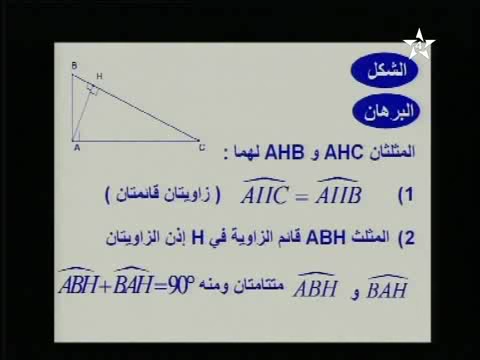 الشكل
البرهان
B
H
A
C
المثلثان AHC و AHB لهما :
1) AHC = AHB ( زاويتان قائمتان )
2) المثلث ABH قائم الزاوية في H إذن الزاويتان
BAH و ABH متتامتان ومنه ABH+BAH=90°